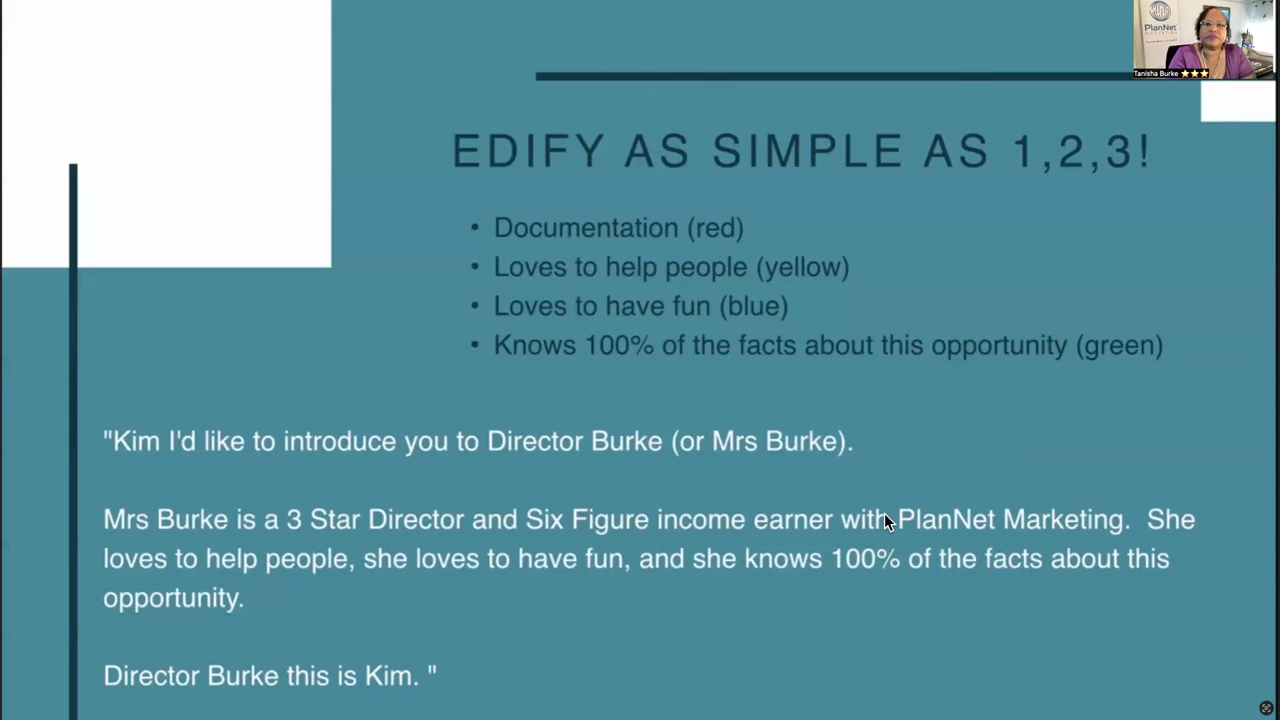 PlanNet
Tanisha Burke ⭐⭐⭐
EDIFY AS SIMPLE AS 1,2,3!
• Documentation (red)
• Loves to help people (yellow)
• Loves to have fun (blue)
• Knows 100% of the facts about this opportunity (green)
"Kim I'd like to introduce you to Director Burke (or Mrs Burke).
Mrs Burke is a 3 Star Director and Six Figure income earner with PlanNet Marketing.  She
loves to help people, she loves to have fun, and she knows 100% of the facts about this
opportunity.
Director Burke this is Kim. "